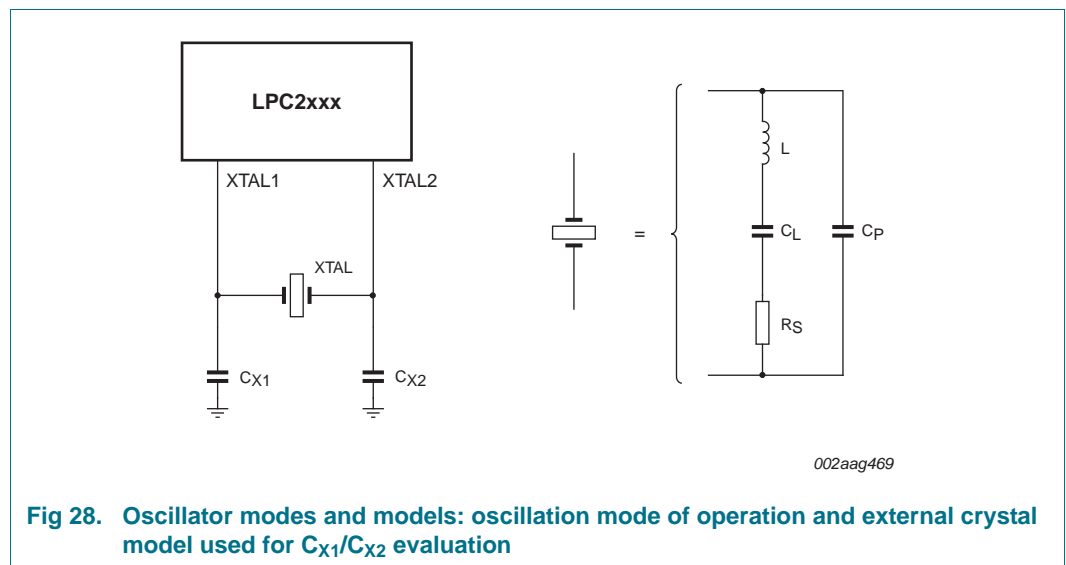 LPC2xxx
XTAL1 XTAL2
XTAL
CX1 CX2
=
L
CL CP
RS
002aag469
Fig 28. Oscillator modes and models: oscillation mode of operation and external crystal
model used for CX1/CX2 evaluation